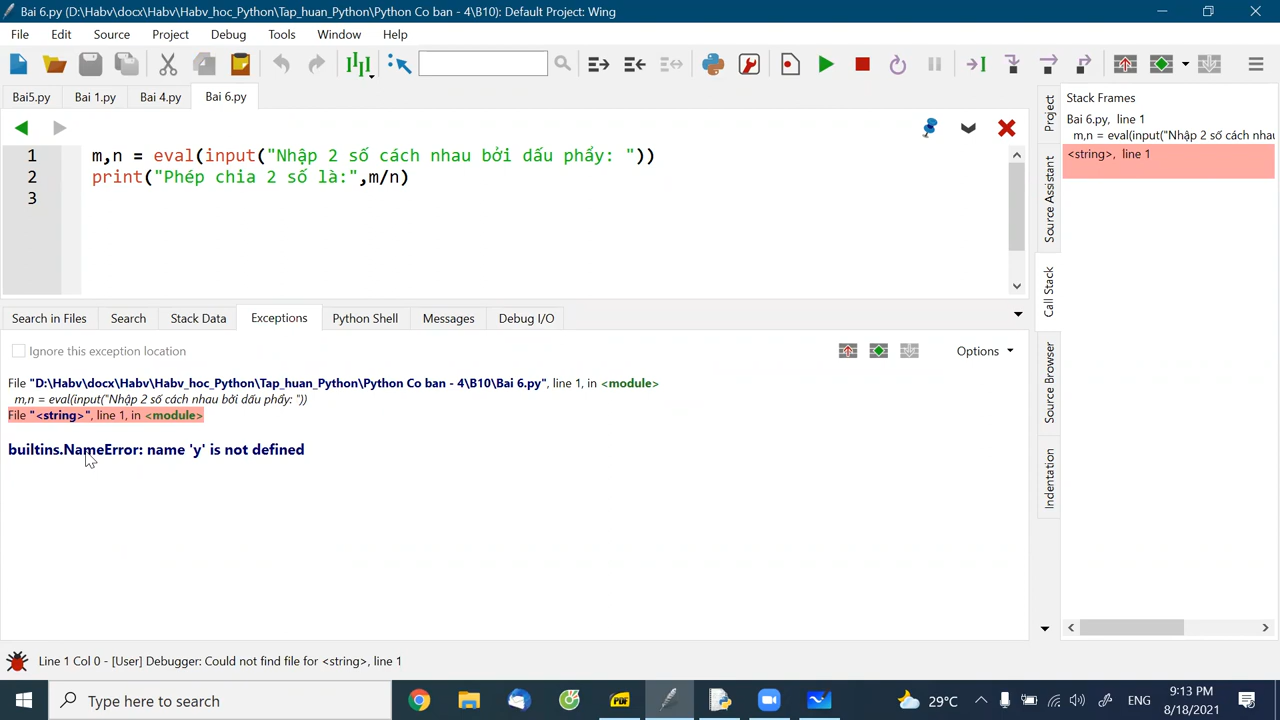 Bai 6.py (D:\Habv\docx\Habv\Habv_hoc_Python\Tap_huan_Python\Python Co ban - 4\B10): Default Project: Wing
File Edit Source Project Debug Tools Window Help
Bai5.py Bai 1.py Bai 4.py Bai 6.py
1 m,n = eval(input("Nhập 2 số cách nhau bởi dấu phẩy: "))
2 print("Phép chia 2 số là:",m/n)
3
Search in Files Search Stack Data Exceptions Python Shell Messages Debug I/O
Ignore this exception location Options
File "D:\Habv\docx\Habv\Habv_hoc_Python\Tap_huan_Python\Python Co ban - 4\B10\Bai 6.py", line 1, in <module>
m,n = eval(input("Nhập 2 số cách nhau bởi dấu phẩy: "))
File "<string>", line 1, in <module>
builtins.NameError: name 'y' is not defined
Project
Source Assistant
Call Stack
Source Browser
Indentation
Stack Frames
Bai 6.py, line 1
m,n = eval(input("Nhập 2 số cách nhau
<string>, line 1
Line 1 Col 0 - [User] Debugger: Could not find file for <string>, line 1
Type here to search PDF 29°C ENG 9:13 PM
8/18/2021